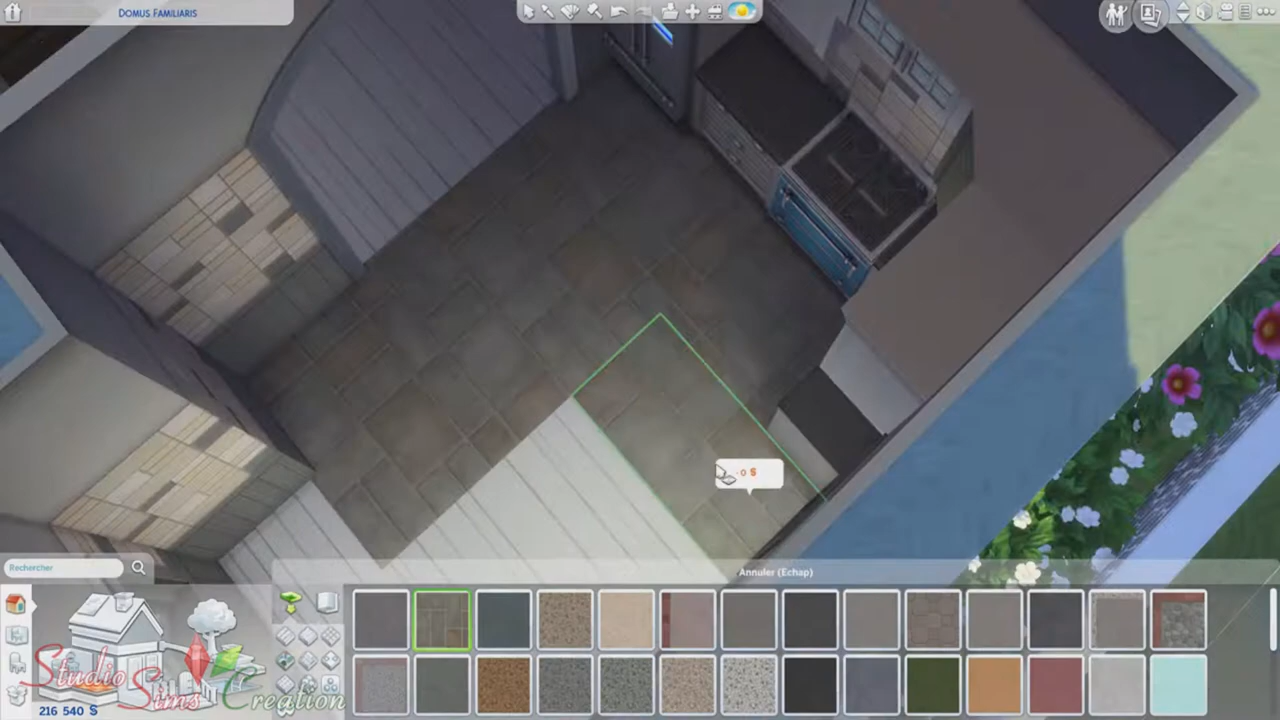 Domus Familiaris
0 $
Rechercher
Annuler (Echap)
Studio
Sims
Creation
216 540 $